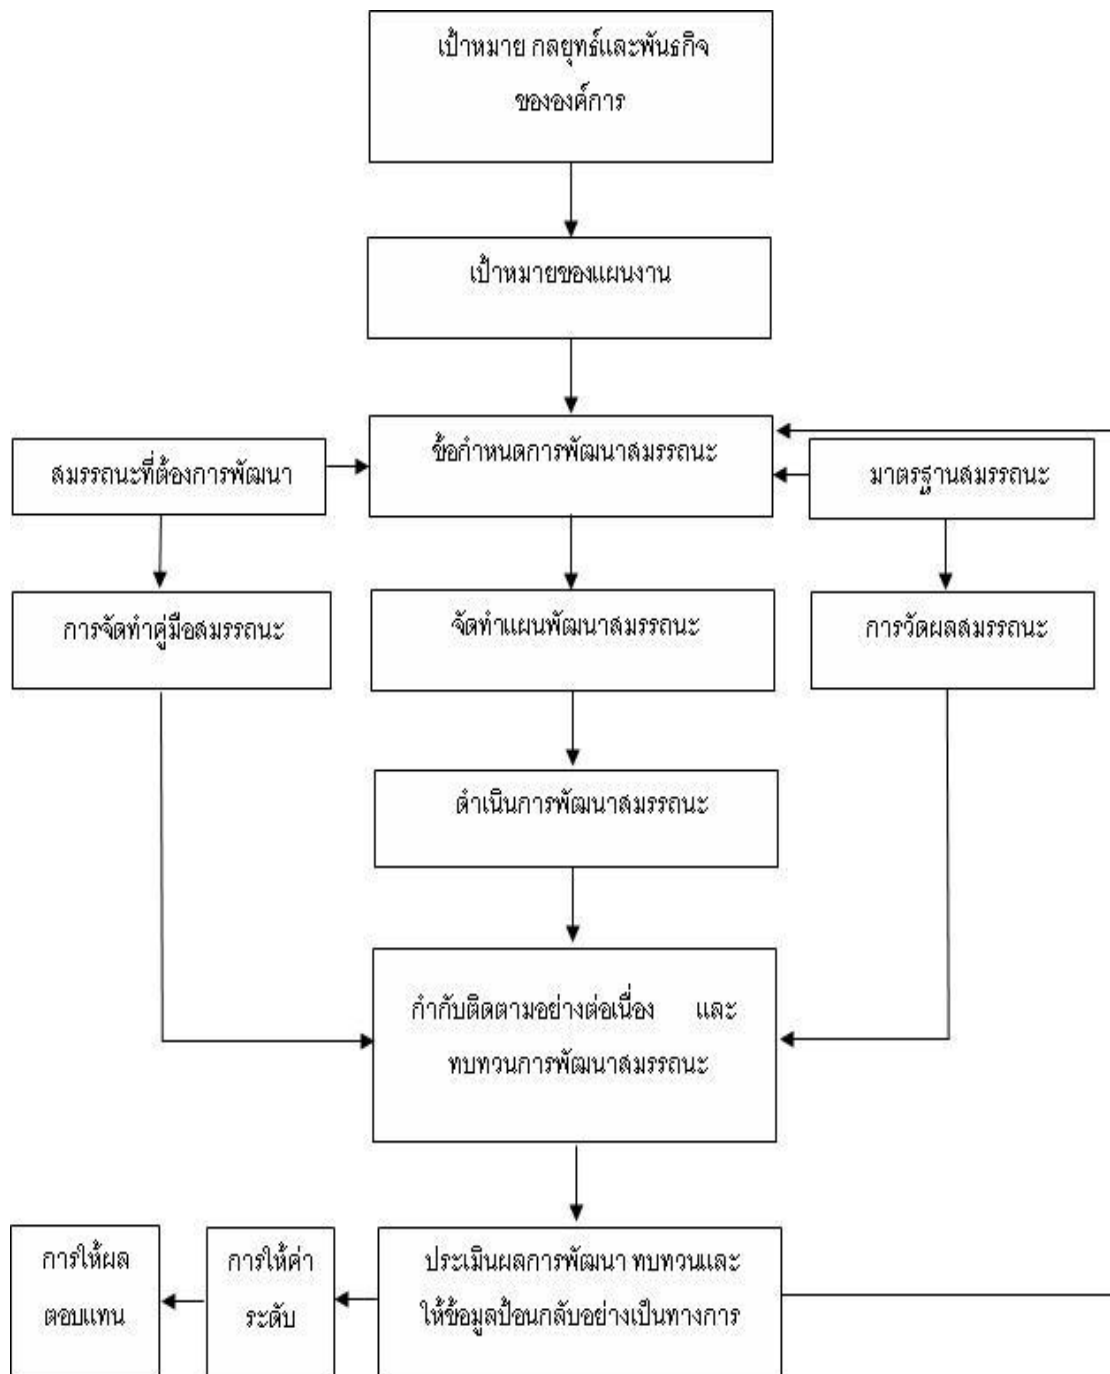 เป้าหมาย กลยุทธ์และพันธกิจ
ขององค์การ
เป้าหมายของแผนงาน
ข้อกำหนดการพัฒนาสมรรถนะ
สมรรถนะที่ต้องการพัฒนา
มาตรฐานสมรรถนะ
การจัดทำคู่มือสมรรถนะ
จัดทำแผนพัฒนาสมรรถนะ
การวัดผลสมรรถนะ
ดำเนินการพัฒนาสมรรถนะ
กำกับติดตามอย่างต่อเนื่อง และ
ทบทวนการพัฒนาสมรรถนะ
การให้ผล
ตอบแทน
การให้ค่า
ระดับ
ประเมินผลการพัฒนา ทบทวนและ
ให้ข้อมูลป้อนกลับอย่างเป็นทางการ